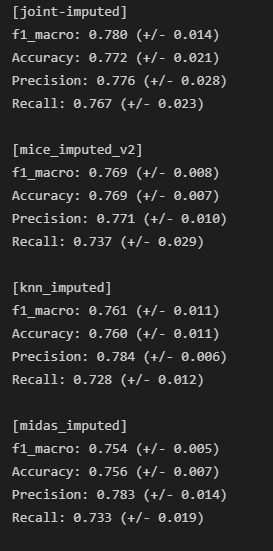 [joint-imputed]
f1_macro: 0.780 (+/- 0.014)
Accuracy: 0.772 (+/- 0.021)
Precision: 0.776 (+/- 0.028)
Recall: 0.767 (+/- 0.023)
[mice_imputed_v2]
f1_macro: 0.769 (+/- 0.008)
Accuracy: 0.769 (+/- 0.007)
Precision: 0.771 (+/- 0.010)
Recall: 0.737 (+/- 0.029)
[knn_imputed]
f1_macro: 0.761 (+/- 0.011)
Accuracy: 0.760 (+/- 0.011)
Precision: 0.784 (+/- 0.006)
Recall: 0.728 (+/- 0.012)
[midas_imputed]
f1_macro: 0.754 (+/- 0.005)
Accuracy: 0.756 (+/- 0.007)
Precision: 0.783 (+/- 0.014)
Recall: 0.733 (+/- 0.019)